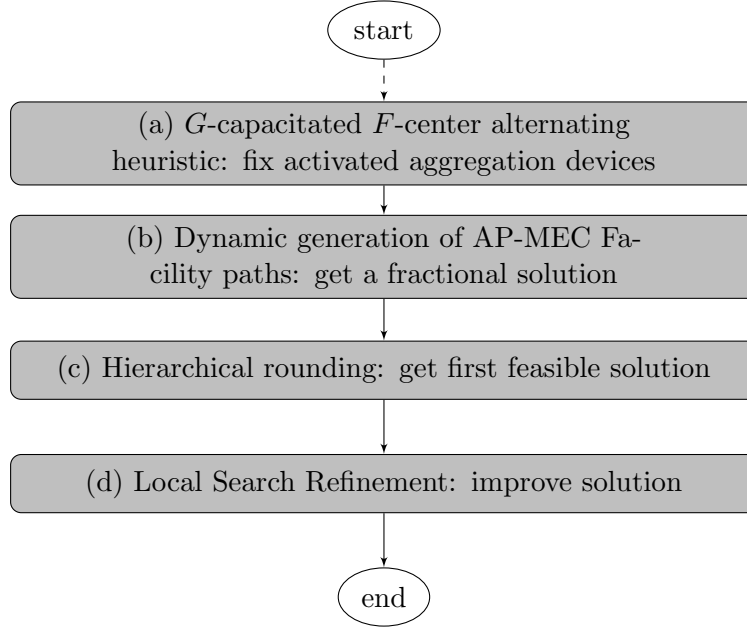 start
(a) G-capacitated F-center alternating
heuristic: fix activated aggregation devices
(b) Dynamic generation of AP-MEC Fa-
cility paths: get a fractional solution
(c) Hierarchical rounding: get first feasible solution
(d) Local Search Refinement: improve solution
end